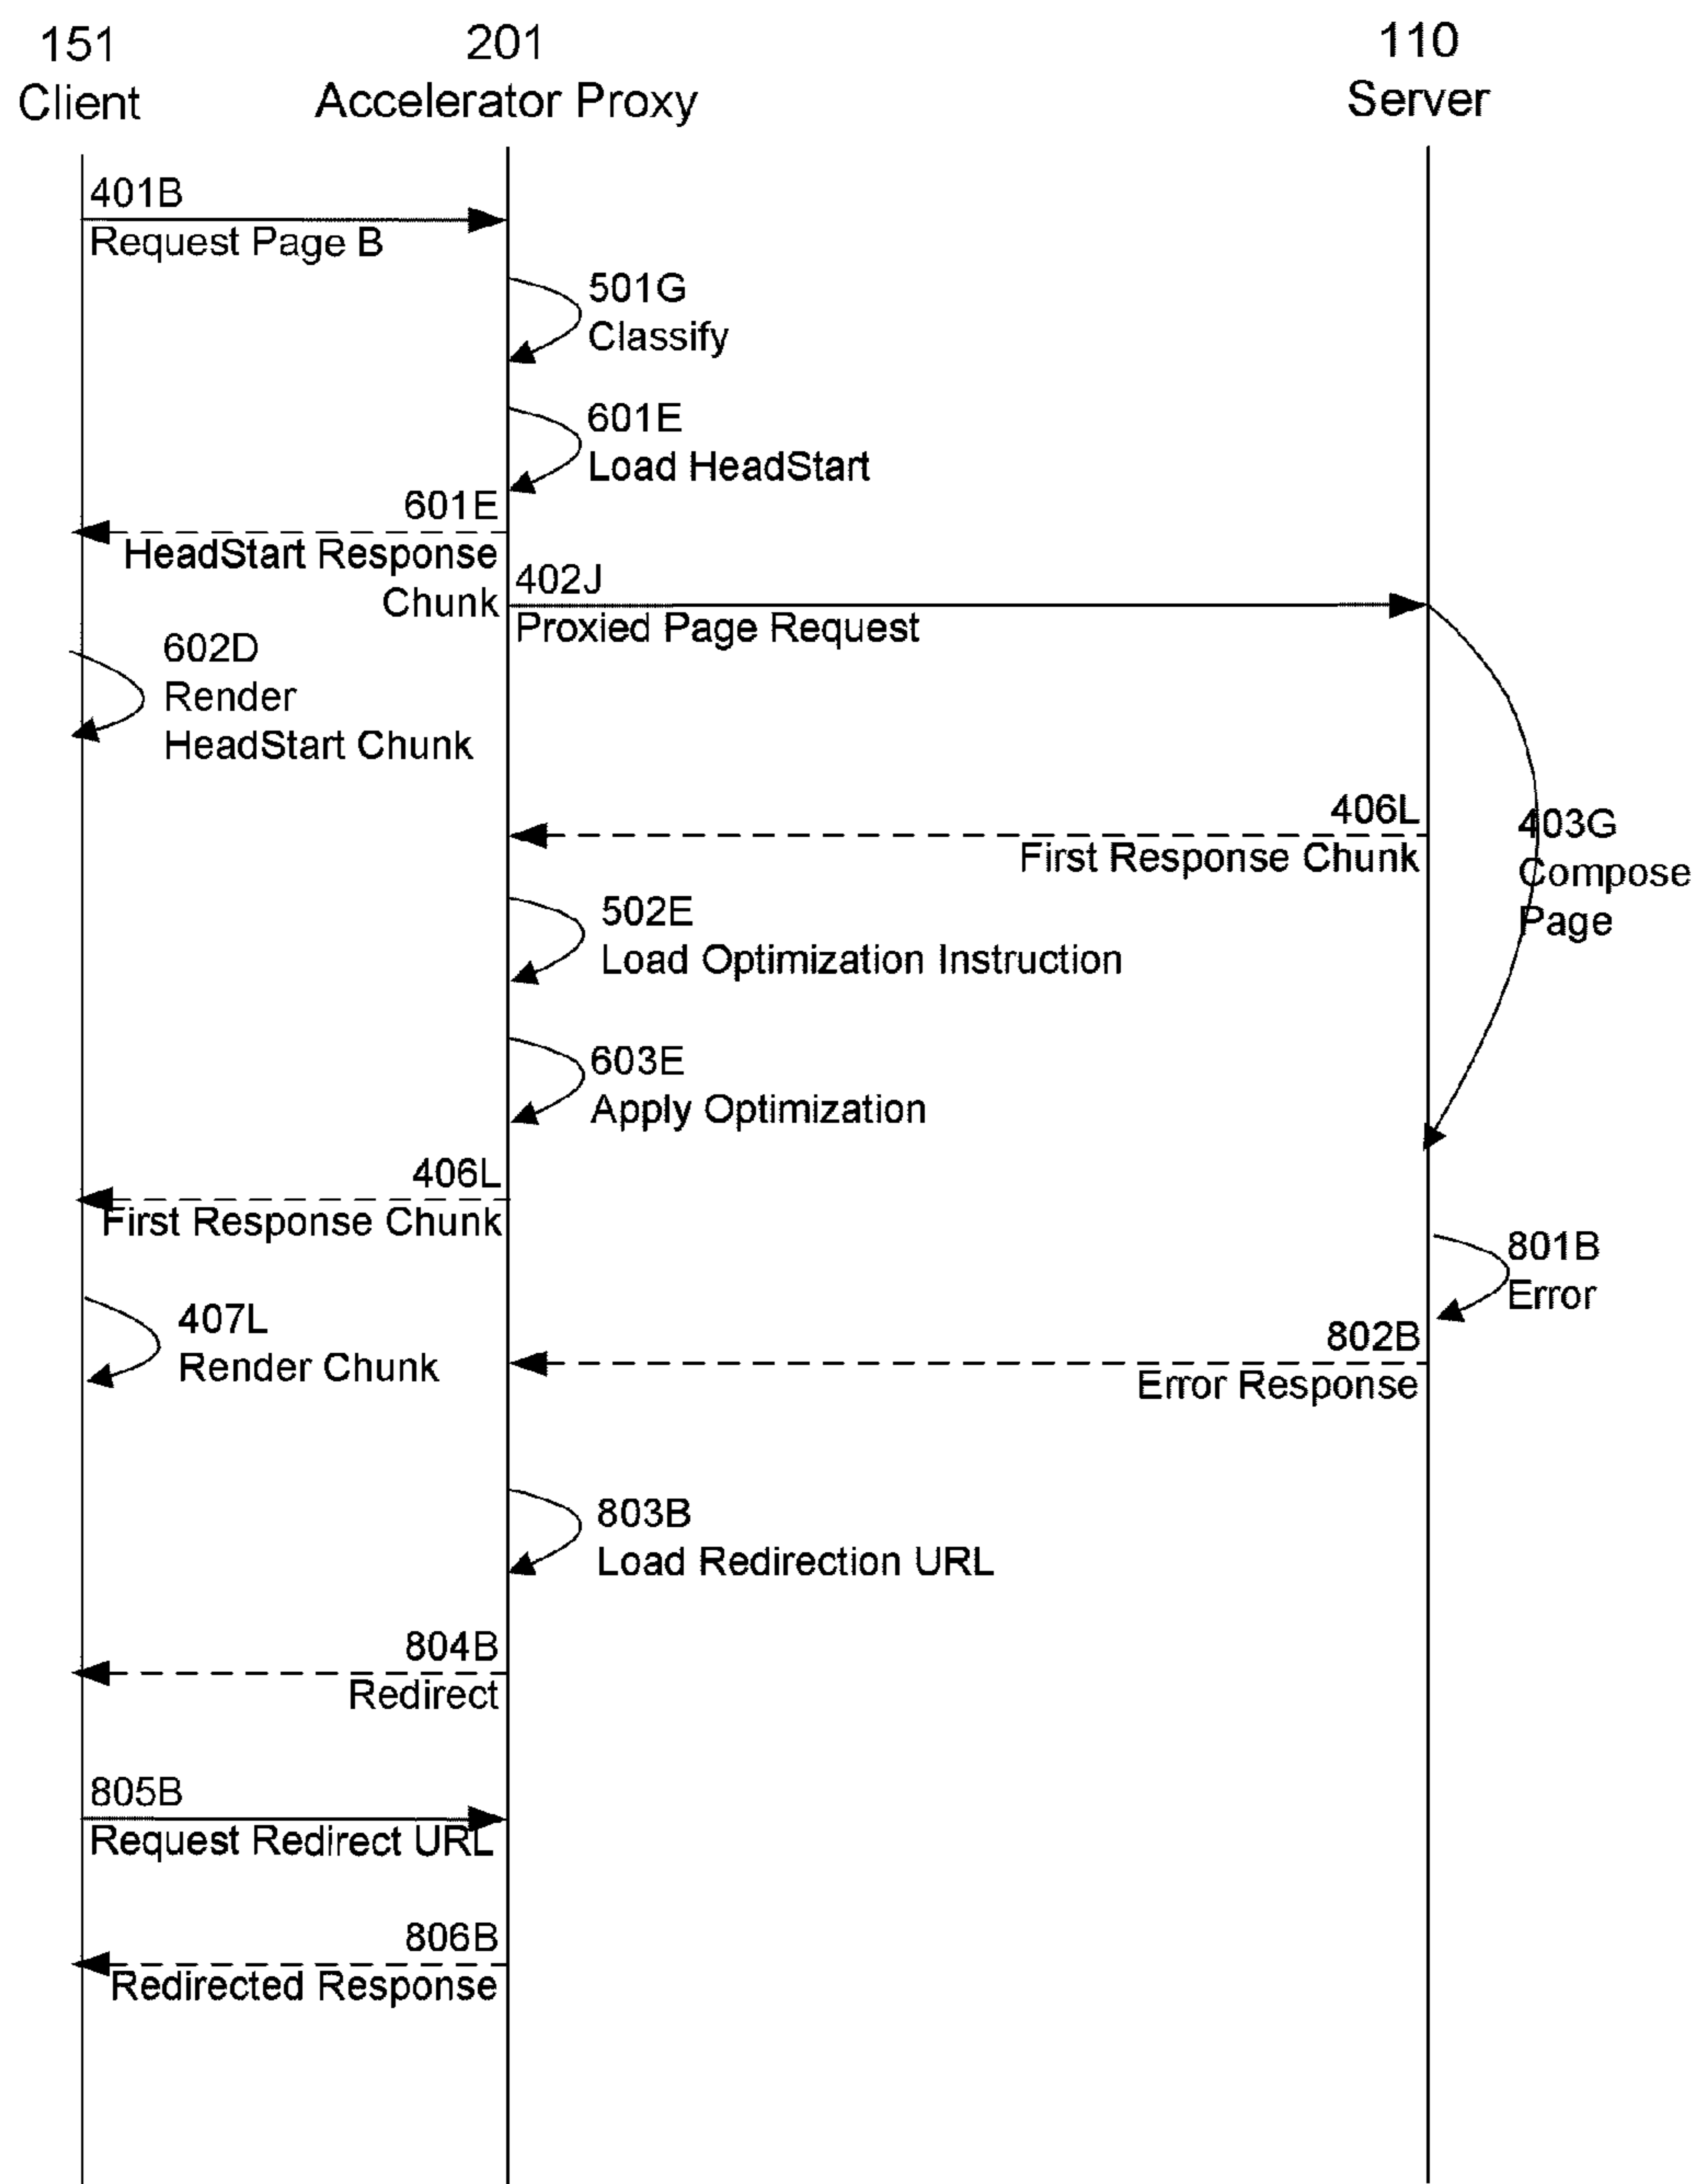 151
Client
201
Accelerator Proxy
110
Server
401B
Request Page B
501G
Classify
601E
Load HeadStart
601E
HeadStart Response
Chunk
402J
Proxied Page Request
602D
Render
HeadStart Chunk
406L
First Response Chunk
403G
Compose
Page
502E
Load Optimization Instruction
603E
Apply Optimization
406L
First Response Chunk
801B
Error
407L
Render Chunk
802B
Error Response
803B
Load Redirection URL
804B
Redirect
805B
Request Redirect URL
806B
Redirected Response